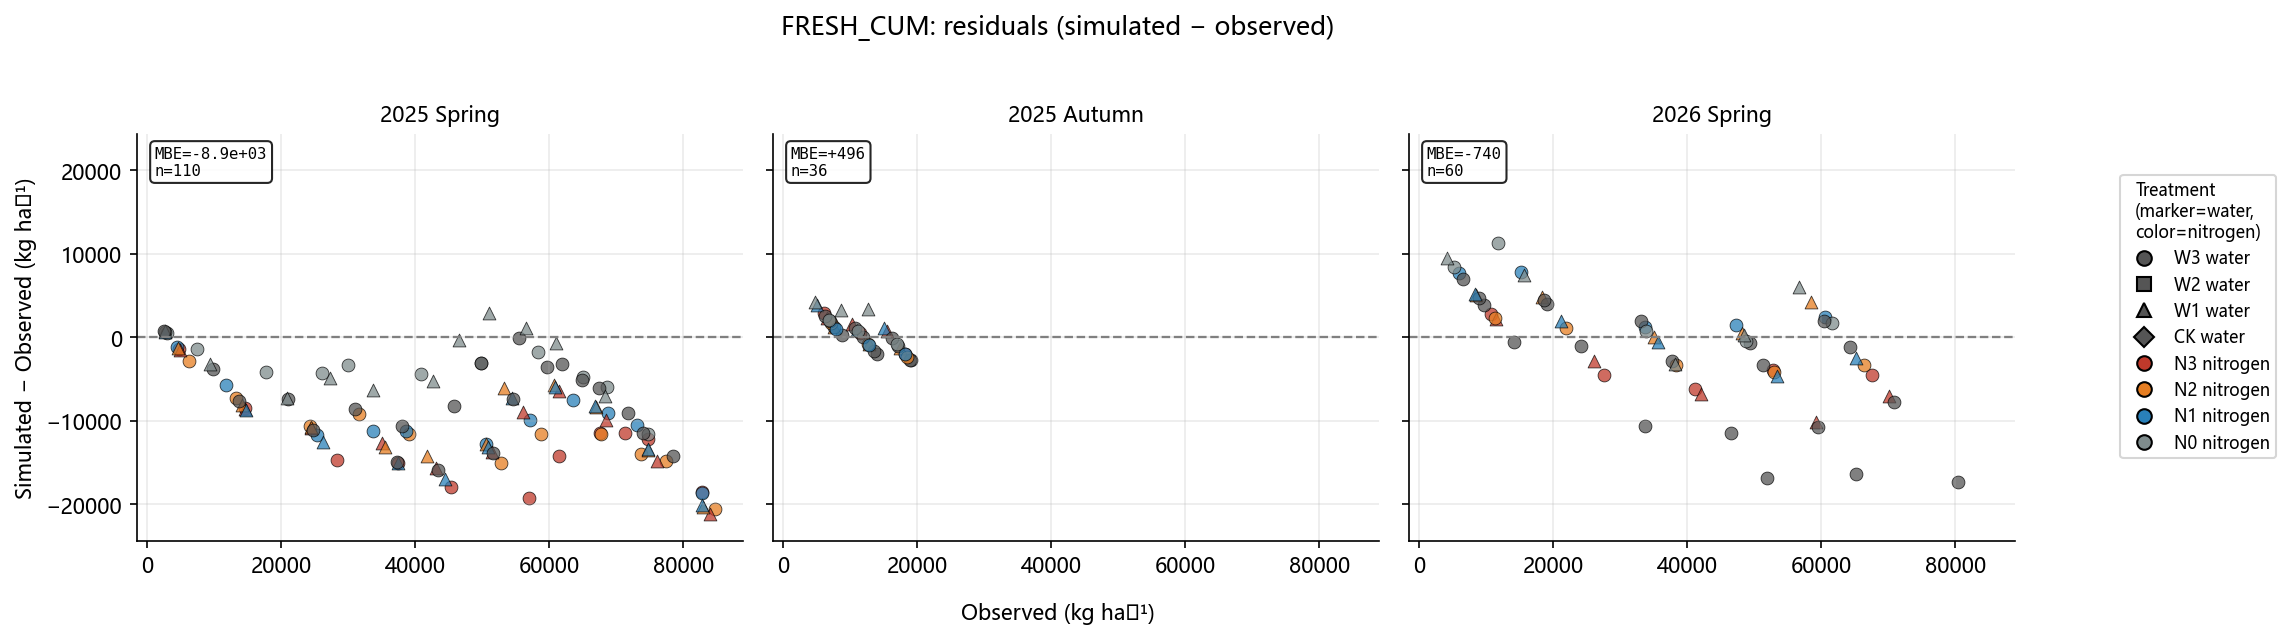 FRESH_CUM: residuals (simulated − observed)
2025 Spring
2025 Autumn
2026 Spring
MBE=-8.9e+03
n=110
MBE=+496
n=36
MBE=-740
n=60
Simulated − Observed (kg ha□¹)
20000
10000
0
−10000
−20000
0 20000 40000 60000 80000
0 20000 40000 60000 80000
0 20000 40000 60000 80000
Observed (kg ha□¹)
Treatment
(marker=water,
color=nitrogen)
W3 water
W2 water
W1 water
CK water
N3 nitrogen
N2 nitrogen
N1 nitrogen
N0 nitrogen